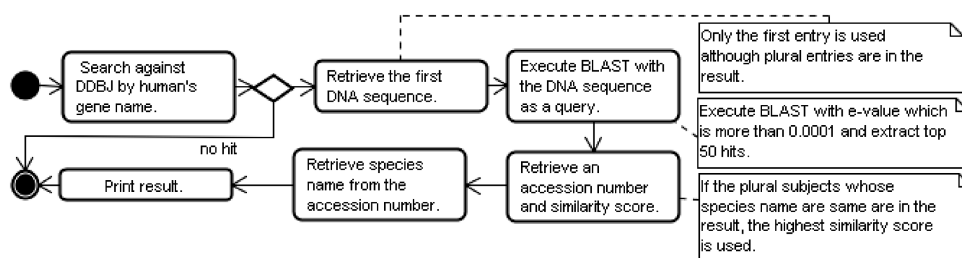 Search against
DDBJ by human's
gene name.
Retrieve the first
DNA sequence.
Execute BLAST with
the DNA sequence
as a query.
Only the first entry is used
although plural entries are in the
result.
Execute BLAST with e-value which
is more than 0.0001 and extract top
50 hits.
no hit
Print result.
Retrieve species
name from the
accession number.
Retrieve an
accession number
and similarity score.
If the plural subjects whose
species name are same are in the
result, the highest similarity score
is used.